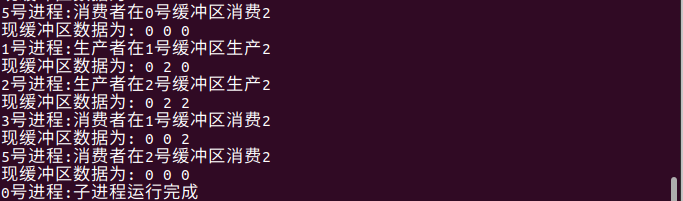 5号进程:消费者在0号缓冲区消费2
现缓冲区数据为: 0 0 0
1号进程:生产者在1号缓冲区生产2
现缓冲区数据为: 0 2 0
2号进程:生产者在2号缓冲区生产2
现缓冲区数据为: 0 2 2
3号进程:消费者在1号缓冲区消费2
现缓冲区数据为: 0 0 2
5号进程:消费者在2号缓冲区消费2
现缓冲区数据为: 0 0 0
0号进程:子进程运行完成